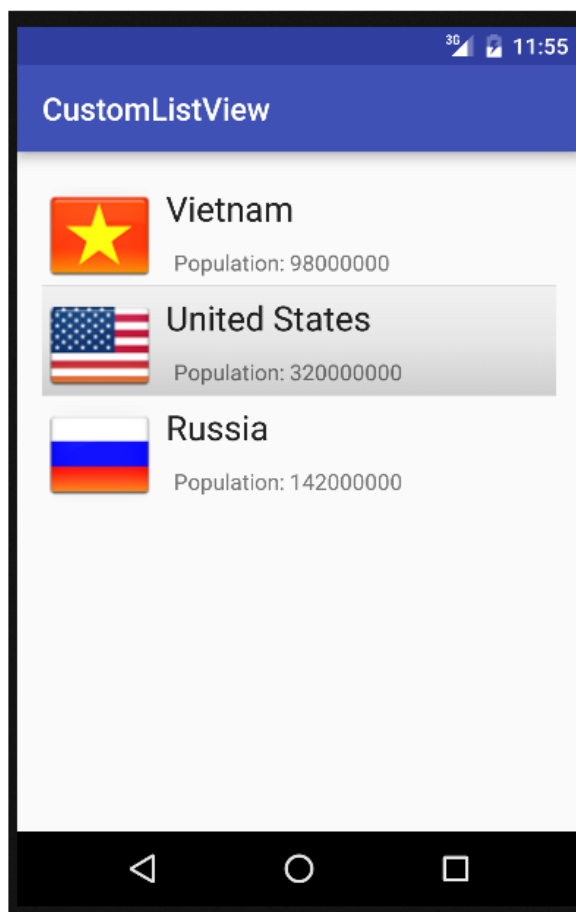 3G 11:55
CustomListView
Vietnam
Population: 98000000
United States
Population: 320000000
Russia
Population: 142000000